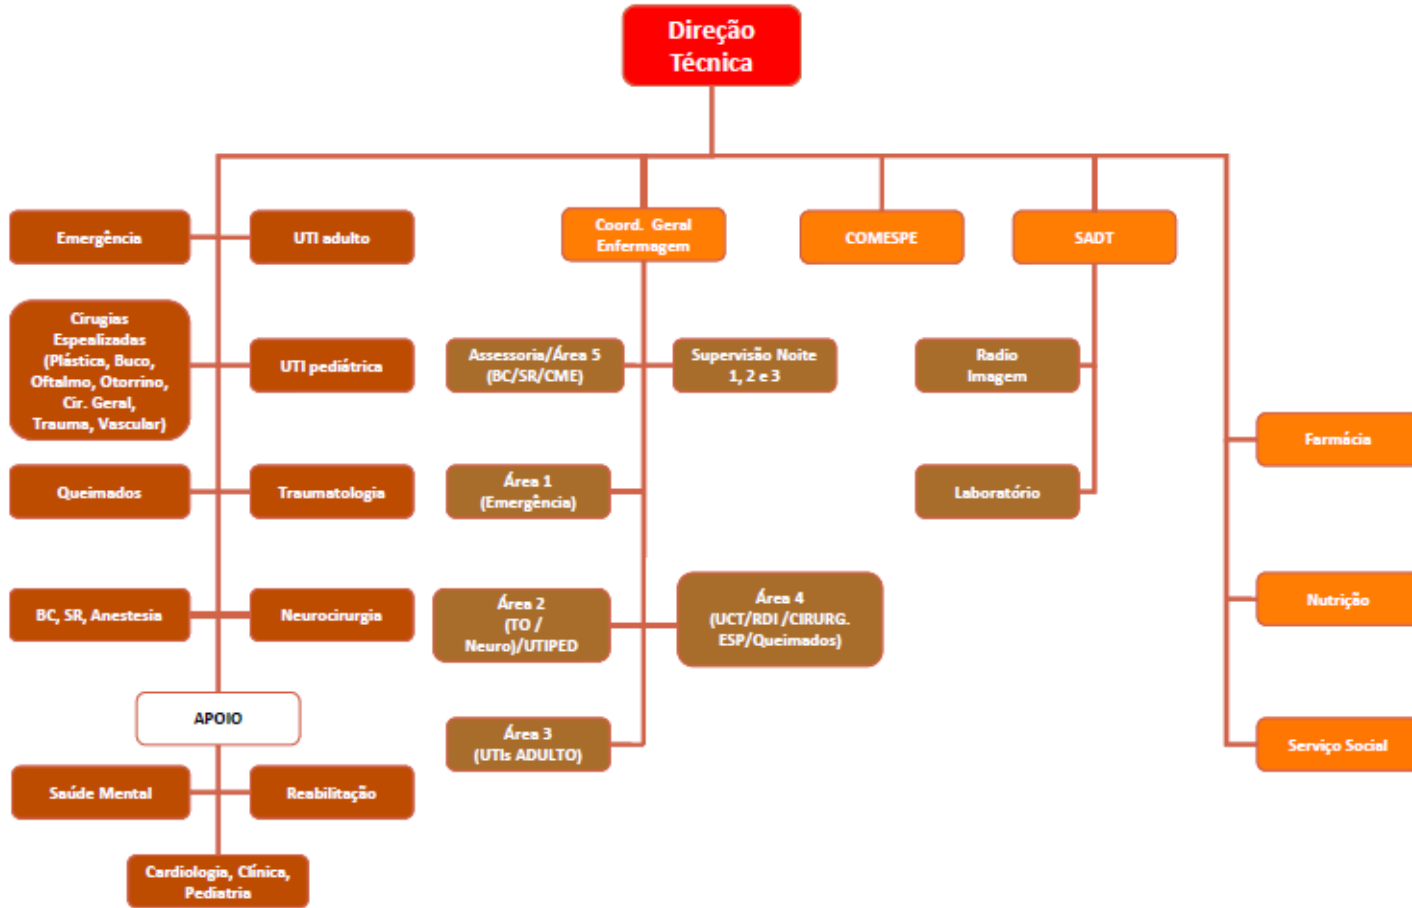 Direção
Técnica
Emergência
UTI adulto
Coord. Geral
Enfermagem
COMESPE
SADT
Cirugias
Espealizadas
(Plástica, Buco,
Oftalmo, Otorrino,
Cir. Geral,
Trauma, Vascular)
UTI pediátrica
Assessoria/Área 5
(BC/SR/CME)
Supervisão Noite
1, 2 e 3
Radio
Imagem
Farmácia
Queimados
Traumatologia
Área 1
(Emergência)
Laboratório
BC, SR, Anestesia
Neurocirurgia
Área 2
(TO /
Neuro)/UTIPED
Área 4
(UCT/RDI /CIRURG.
ESP/Queimados)
Nutrição
APOIO
Área 3
(UTIs ADULTO)
Serviço Social
Saúde Mental
Reabilitação
Cardiologia, Clínica,
Pediatria